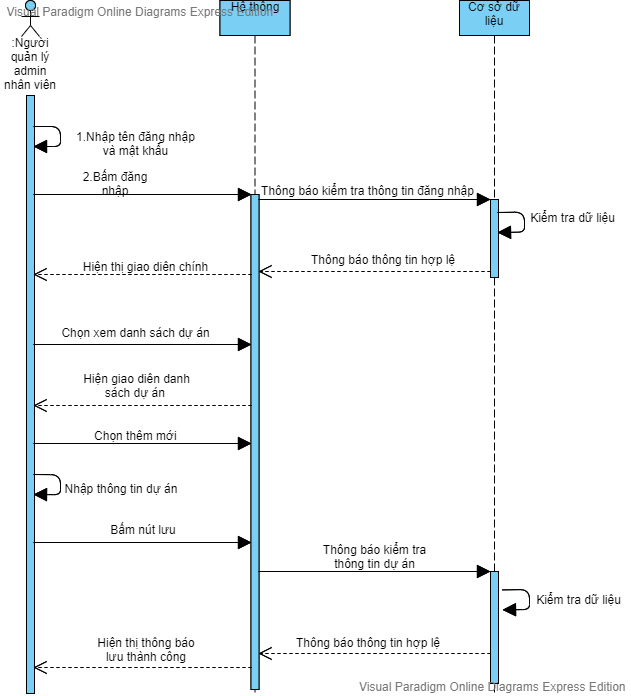 Visual Paradigm Online Diagrams Express Edition
Hệ thống
Cơ sở dữ
liệu
:Người
quản lý
admin
nhân viên
1.Nhập tên đăng nhập
và mật khẩu
2.Bấm đăng
nhập
Thông báo kiểm tra thông tin đăng nhập
Kiểm tra dữ liệu
Thông báo thông tin hợp lệ
Hiện thị giao diên chính
Chọn xem danh sách dự án
Hiện giao diên danh
sách dự án
Chọn thêm mới
Nhập thông tin dự án
Bấm nút lưu
Thông báo kiểm tra
thông tin dự án
Kiểm tra dữ liệu
Thông báo thông tin hợp lệ
Hiện thị thông báo
lưu thành công
Visual Paradigm Online Diagrams Express Edition